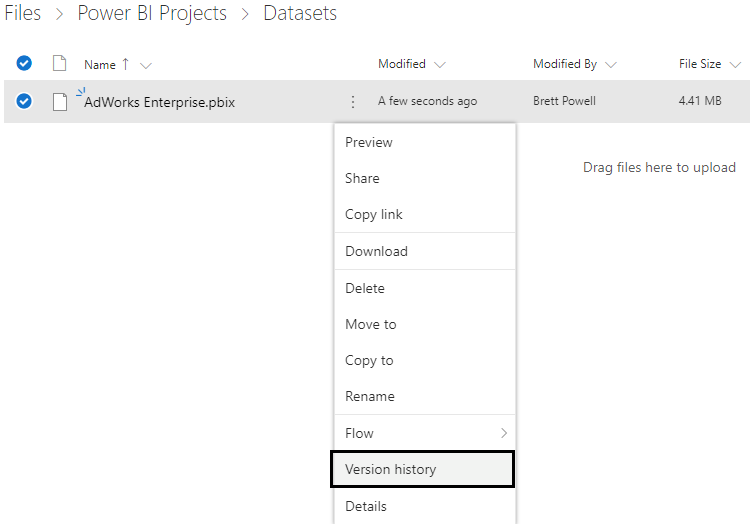 Files > Power BI Projects > Datasets
Name ↑ Modified Modified By File Size
AdWorks Enterprise.pbix A few seconds ago Brett Powell 4.41 MB
Preview
Drag files here to upload
Share
Copy link
Download
Delete
Move to
Copy to
Rename
Flow >
Version history
Details